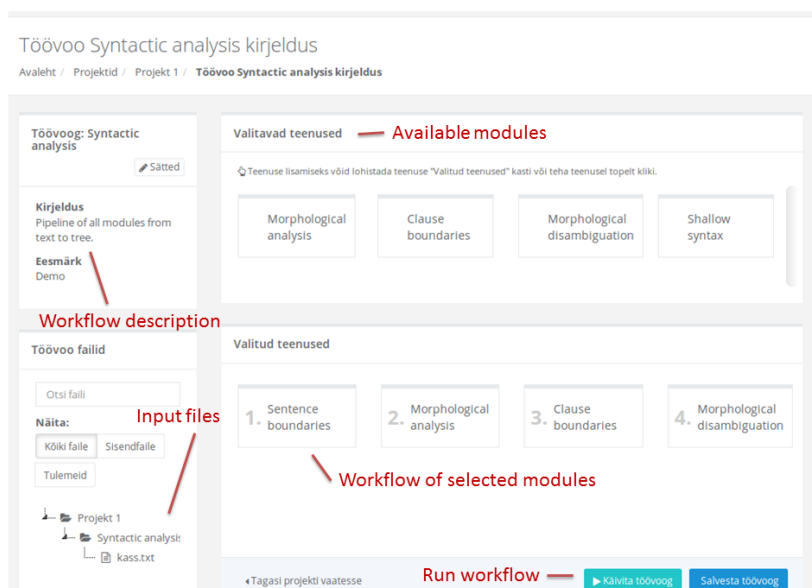 Töövoo Syntactic analysis kirjeldus
Avaleht / Projektid / Projekt 1 / Töövoo Syntactic analysis kirjeldus
Töövoog: Syntactic
analysis
Sätted
Kirjeldus
Pipeline of all modules from
text to tree.
Eesmärk
Demo
Workflow description
Valitavad teenused
Available modules
Teenuse lisamiseks võid lohistada teenuse "Valitud teenused" kasti või teha teenusel topelt kliki.
Morphological
analysis
Clause
boundaries
Morphological
disambiguation
Shallow
syntax
Töövoo failid
Otsi faili
Näita:
Input files
Kõiki faile
Sisendfaile
Tulemeid
Projekt 1
Syntactic analysis
kass.txt
Valitud teenused
1. Sentence
boundaries
2. Morphological
analysis
3. Clause
boundaries
4. Morphological
disambiguation
Workflow of selected modules
Tagasi projekti vaatesse
Run workflow
Käivita töövoog
Salvesta töövoog